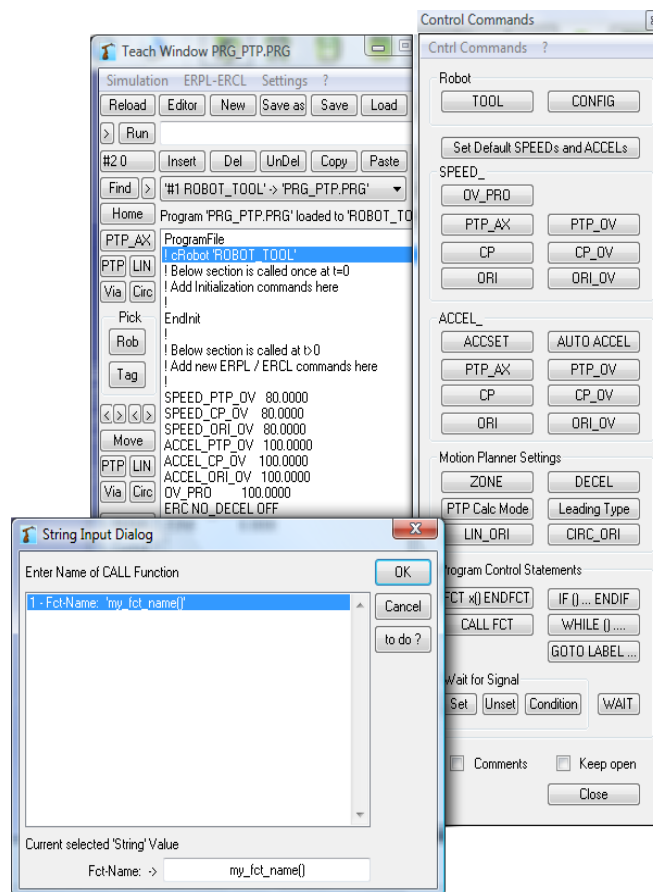 Control Commands
Cntrl Commands ?
Robot
TOOL CONFIG
Set Default SPEEDs and ACCELs
SPEED_
OV_PRO
PTP_AX PTP_OV
CP CP_OV
ORI ORI_OV
ACCEL_
ACCSET AUTO ACCEL
PTP_AX PTP_OV
CP CP_OV
ORI ORI_OV
Motion Planner Settings
ZONE DECEL
PTP Calc Mode Leading Type
LIN_ORI CIRC_ORI
Program Control Statements
FCT x() ENDFCT IF () ... ENDIF
CALL FCT WHILE () ....
GOTO LABEL ...
Wait for Signal
Set Unset Condition WAIT
Comments Keep open
Close
Teach Window PRG_PTP.PRG
Simulation ERPL-ERCL Settings ?
Reload Editor New Save as Save Load
> Run
#2 0 Insert Del UnDel Copy Paste
Find > '#1 ROBOT_TOOL' -> 'PRG_PTP.PRG'
Home Program 'PRG_PTP.PRG' loaded to 'ROBOT_TO
PTP_AX
PTP LIN
Via Circ
Pick
Rob
Tag
< > < >
Move
PTP LIN
Via Circ
ProgramFile
! cRobot 'ROBOT_TOOL'
! Below section is called once at t=0
! Add Initialization commands here
!
EndInit
!
! Below section is called at t>0
! Add new ERPL / ERCL commands here
!
SPEED_PTP_OV 80.0000
SPEED_CP_OV 80.0000
SPEED_ORI_OV 80.0000
ACCEL_PTP_OV 100.0000
ACCEL_CP_OV 100.0000
ACCEL_ORI_OV 100.0000
OV_PRO 100.0000
ERC NO_DECEL OFF
String Input Dialog
Enter Name of CALL Function
OK
1 - Fct-Name: 'my_fct_name()'
Cancel
to do ?
Current selected 'String' Value
Fct-Name: -> my_fct_name()